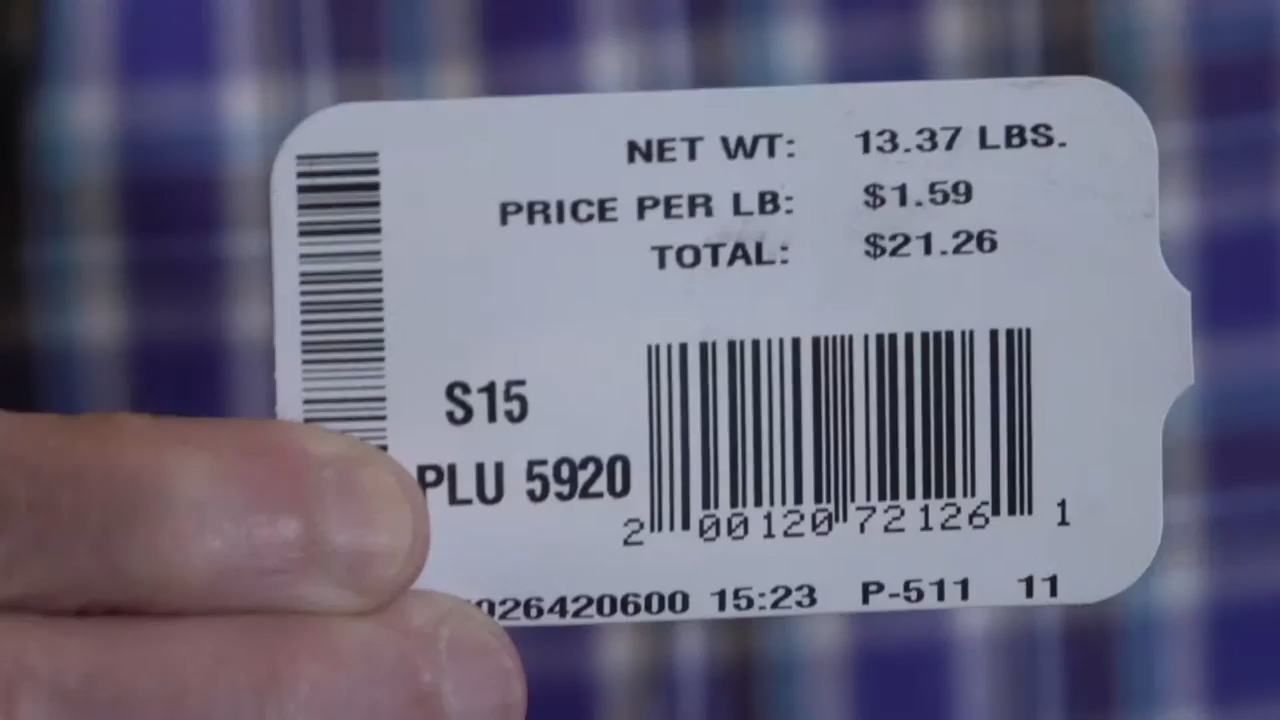 NET WT: 13.37 LBS.
PRICE PER LB: $1.59
TOTAL: $21.26
S15
PLU 5920
2 00120 72126 1
026420600 15:23 P-511 11